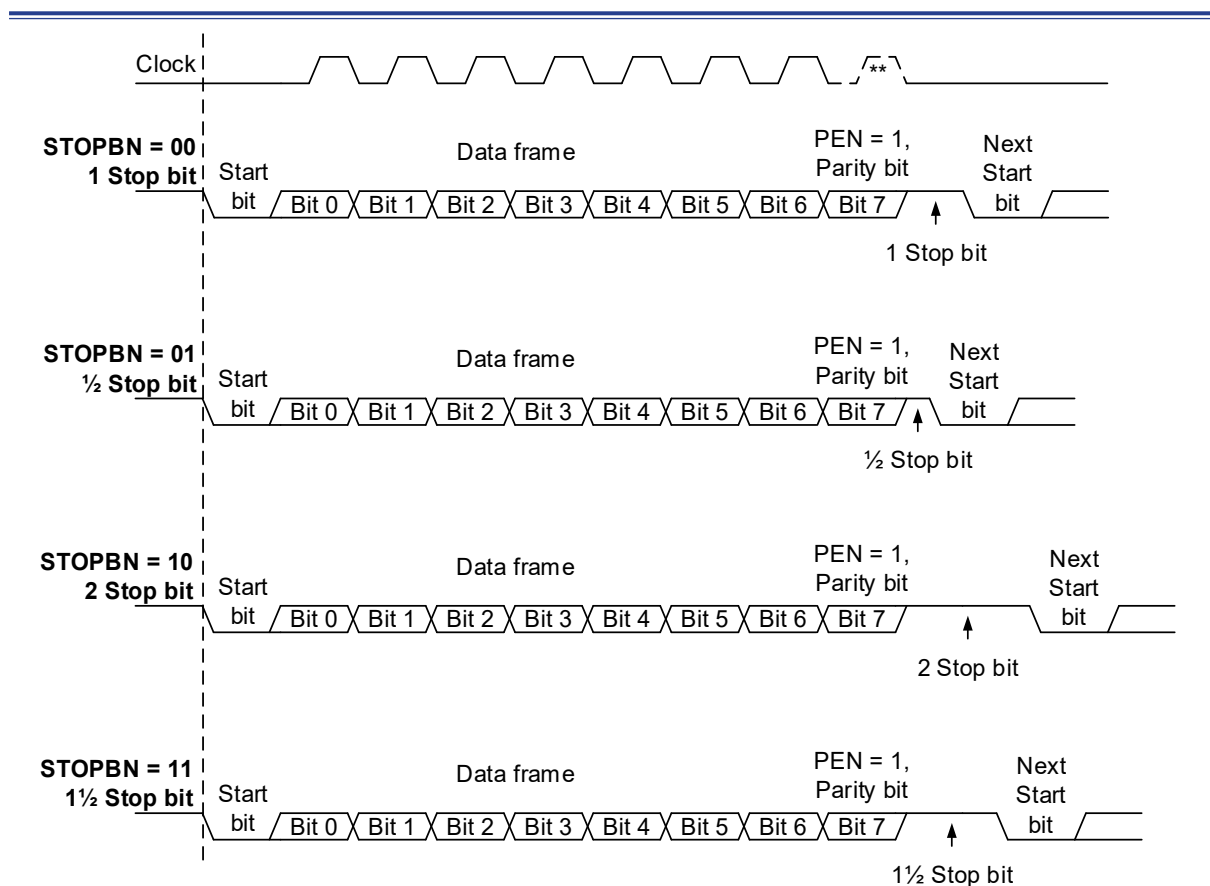 Clock
**
STOPBN = 00
1 Stop bit
Start
bit
Data frame
PEN = 1,
Parity bit
Next
Start
bit
Bit 0 Bit 1 Bit 2 Bit 3 Bit 4 Bit 5 Bit 6 Bit 7
1 Stop bit
STOPBN = 01
½ Stop bit
Start
bit
Data frame
PEN = 1,
Parity bit
Next
Start
bit
Bit 0 Bit 1 Bit 2 Bit 3 Bit 4 Bit 5 Bit 6 Bit 7
½ Stop bit
STOPBN = 10
2 Stop bit
Start
bit
Data frame
PEN = 1,
Parity bit
Next
Start
bit
Bit 0 Bit 1 Bit 2 Bit 3 Bit 4 Bit 5 Bit 6 Bit 7
2 Stop bit
STOPBN = 11
1½ Stop bit
Start
bit
Data frame
PEN = 1,
Parity bit
Next
Start
bit
Bit 0 Bit 1 Bit 2 Bit 3 Bit 4 Bit 5 Bit 6 Bit 7
1½ Stop bit